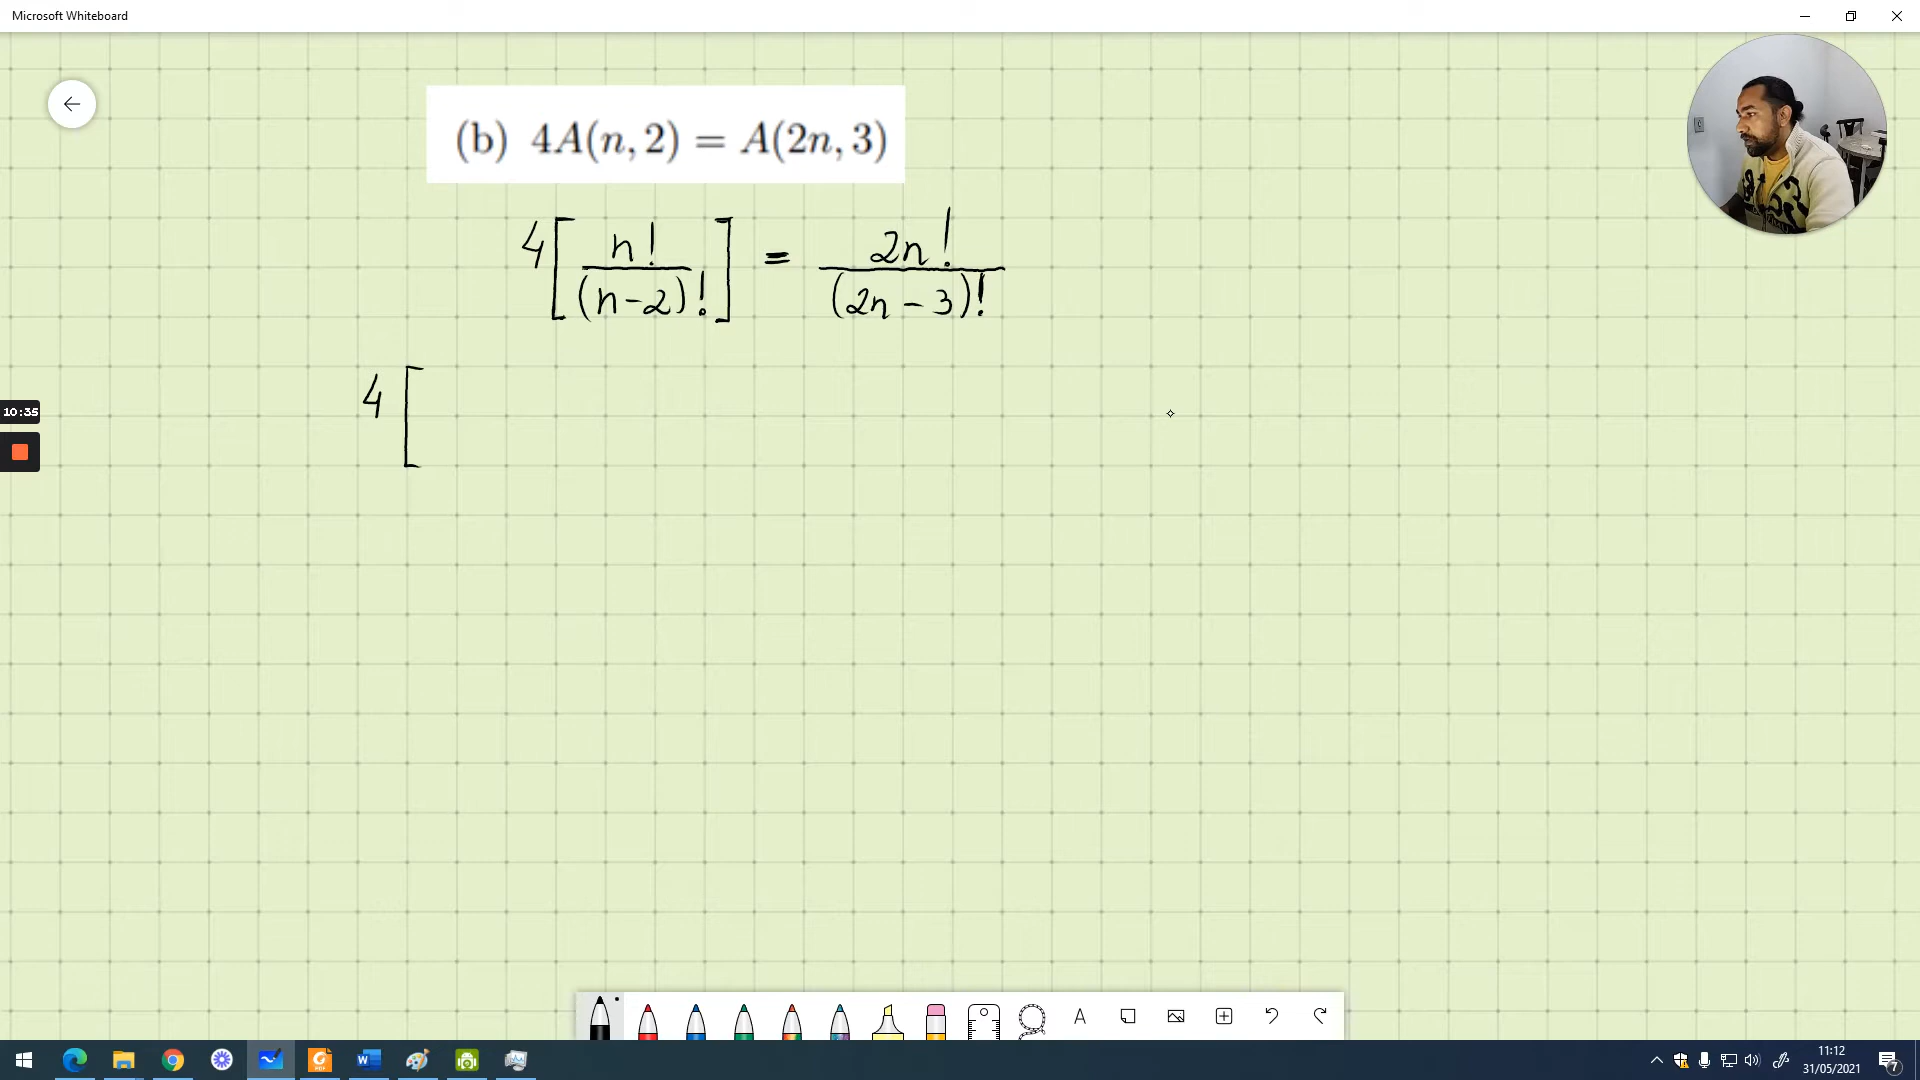 Microsoft Whiteboard
(b) 4A(n, 2) = A(2n, 3)
4[n!/(n-2)!] = 2n!/(2n-3)!
4[
10:35
A
11:12
31/05/2021
7